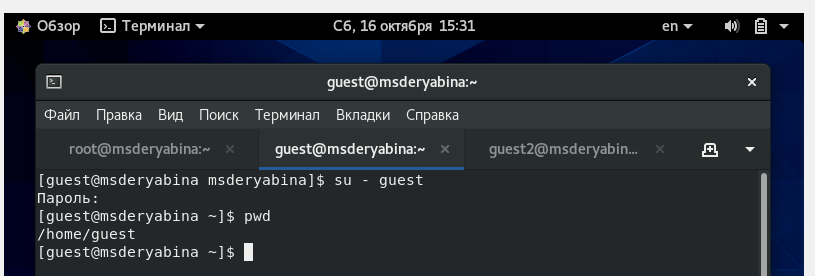 Обзор Терминал Сб, 16 октября 15:31 en
guest@msderyabina:~
Файл Правка Вид Поиск Терминал Вкладки Справка
root@msderyabina:~ guest@msderyabina:~ guest2@msderyabin...
[guest@msderyabina msderyabina]$ su - guest
Пароль:
[guest@msderyabina ~]$ pwd
/home/guest
[guest@msderyabina ~]$